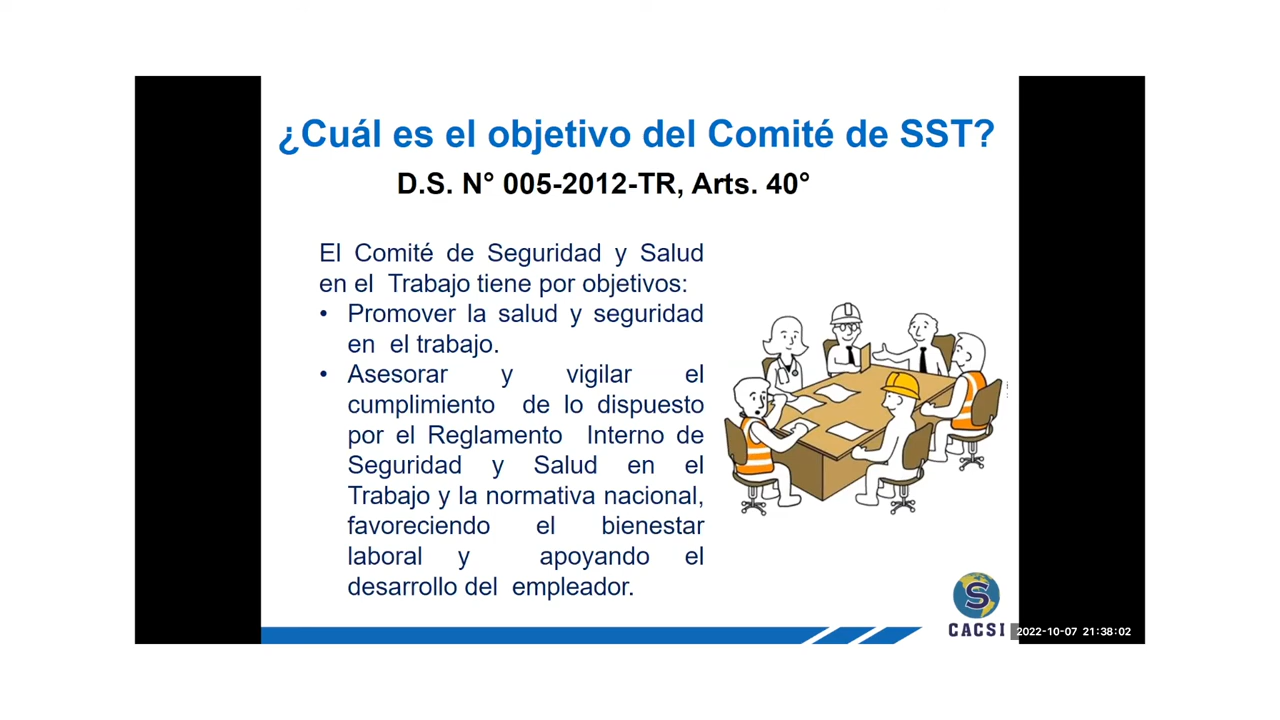 ¿Cuál es el objetivo del Comité de SST?
D.S. N° 005-2012-TR, Arts. 40°
El Comité de Seguridad y Salud
en el Trabajo tiene por objetivos:
• Promover la salud y seguridad
en el trabajo.
• Asesorar y vigilar el
cumplimiento de lo dispuesto
por el Reglamento Interno de
Seguridad y Salud en el
Trabajo y la normativa nacional,
favoreciendo el bienestar
laboral y apoyando el
desarrollo del empleador.
S
CACSI
2022-10-07 21:38:02